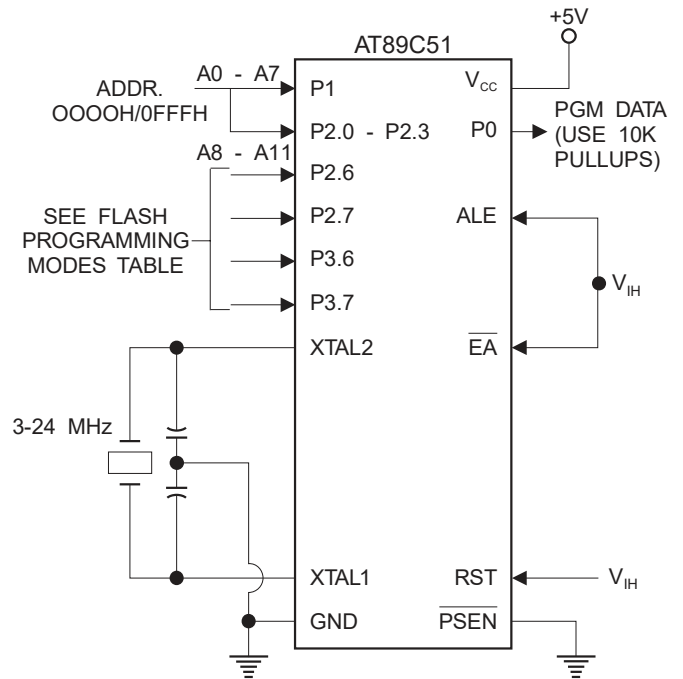 +5V
AT89C51
ADDR.
OOOOH/0FFFH
A0 - A7
P1
VCC
P2.0 - P2.3
P0
PGM DATA
(USE 10K
PULLUPS)
A8 - A11
P2.6
SEE FLASH
PROGRAMMING
MODES TABLE
P2.7
ALE
P3.6
VIH
P3.7
XTAL2
EA
3-24 MHz
XTAL1
RST
VIH
GND
PSEN